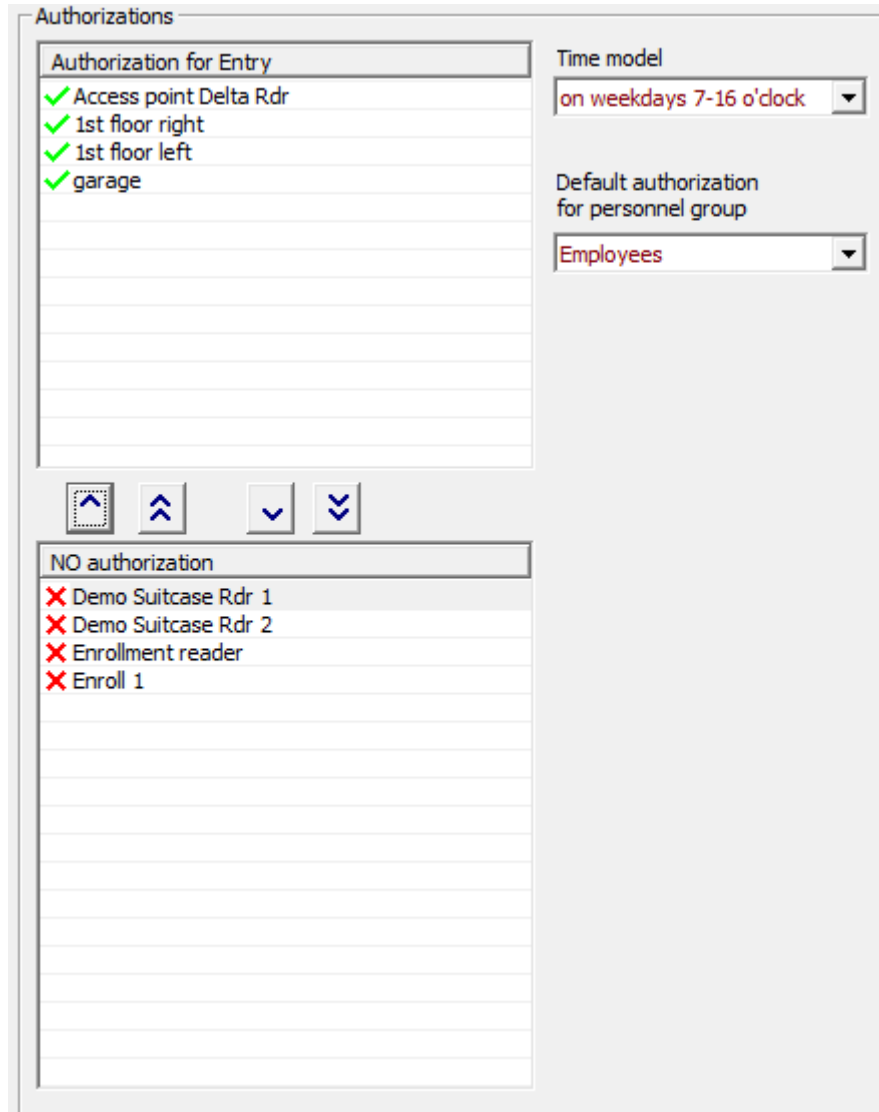 Authorizations
Authorization for Entry
Access point Delta Rdr
1st floor right
1st floor left
garage
Time model
on weekdays 7-16 o'clock
Default authorization
for personnel group
Employees
NO authorization
Demo Suitcase Rdr 1
Demo Suitcase Rdr 2
Enrollment reader
Enroll 1